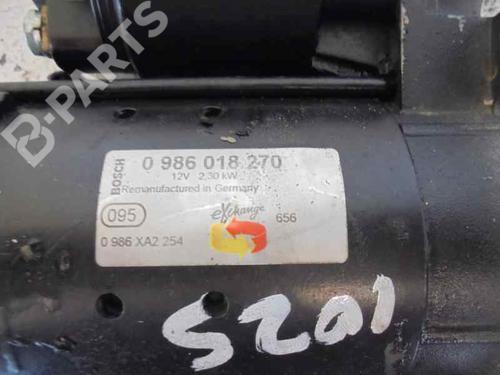 B-PARTS
BOSCH
0 986 018 270
12V 2,30 kW
Remanufactured in Germany
095
eXchange
656
0 986 XA2 254
S201